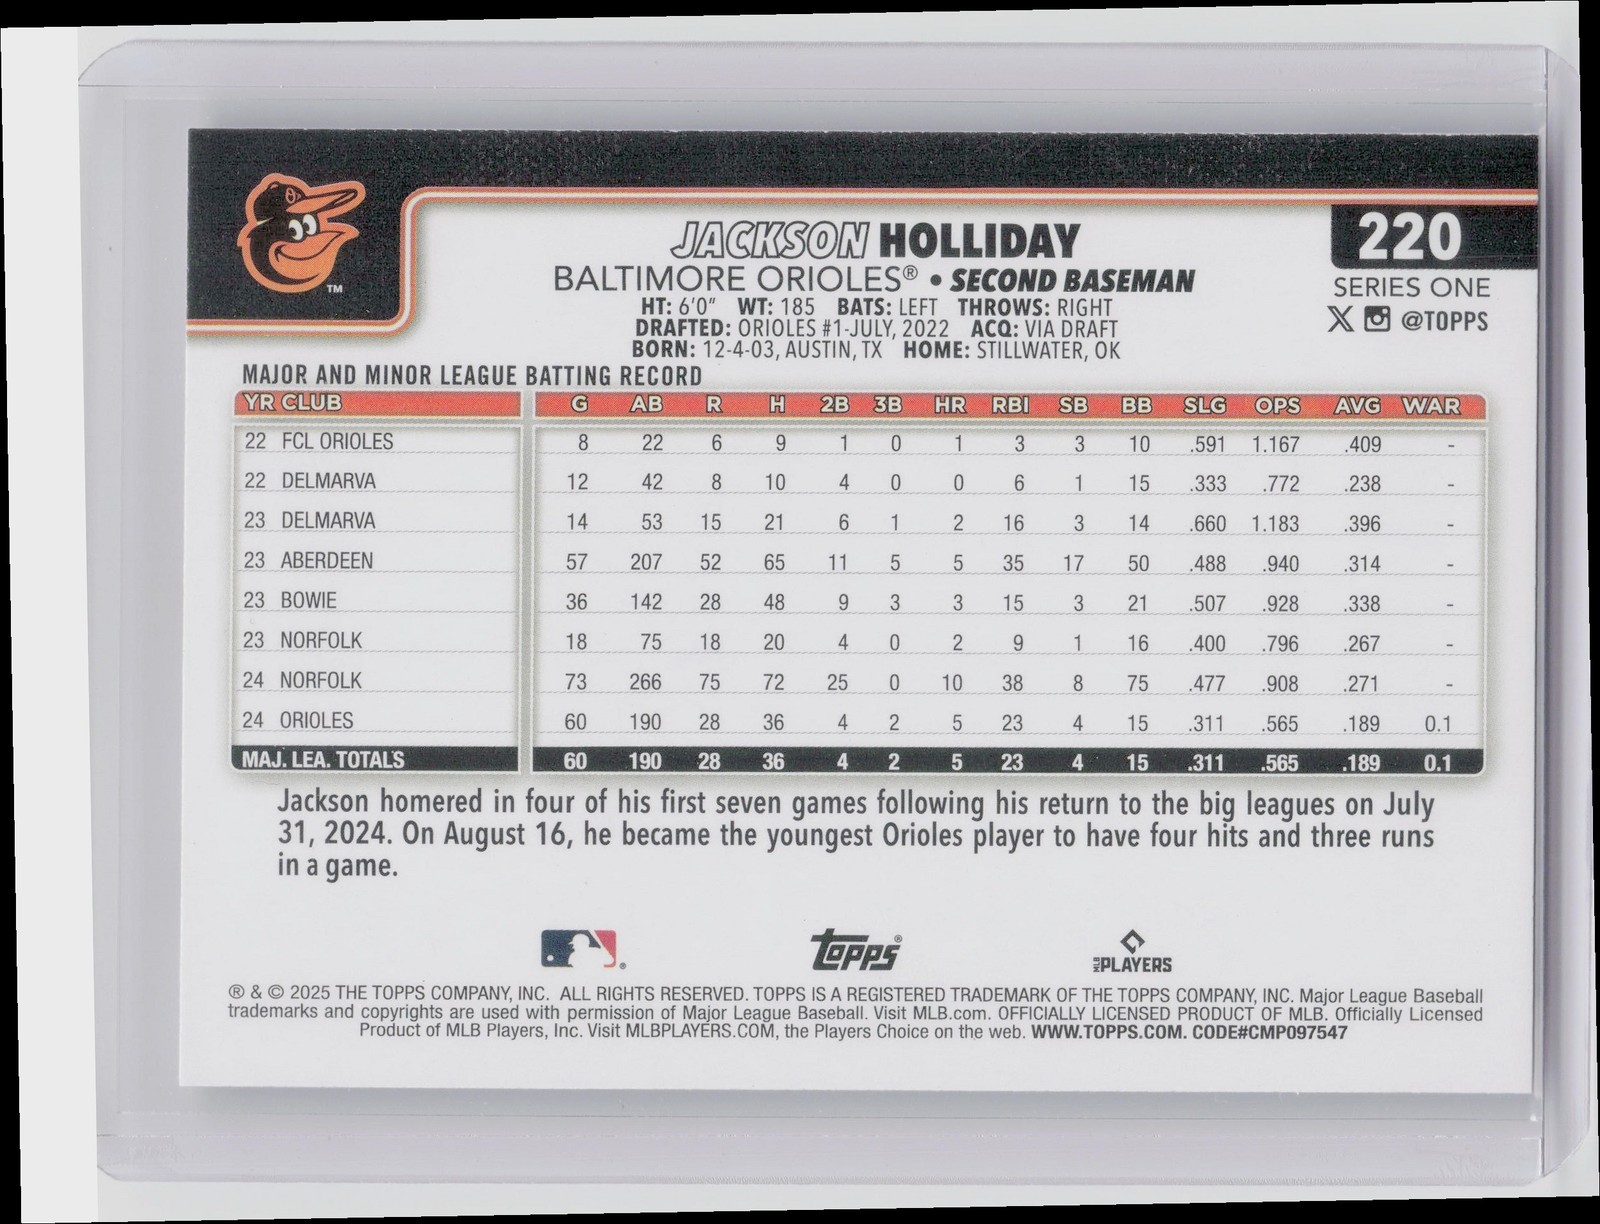 JACKSON HOLLIDAY
BALTIMORE ORIOLES® • SECOND BASEMAN
HT: 6'0" WT: 185 BATS: LEFT THROWS: RIGHT
DRAFTED: ORIOLES #1-JULY, 2022 ACQ: VIA DRAFT
BORN: 12-4-03, AUSTIN, TX HOME: STILLWATER, OK
220
SERIES ONE
X @TOPPS
TM
MAJOR AND MINOR LEAGUE BATTING RECORD
YR CLUB G AB R H 2B 3B HR RBI SB BB SLG OPS AVG WAR
22 FCL ORIOLES 8 22 6 9 1 0 1 3 3 10 .591 1.167 .409 -
22 DELMARVA 12 42 8 10 4 0 0 6 1 15 .333 .772 .238 -
23 DELMARVA 14 53 15 21 6 1 2 16 3 14 .660 1.183 .396 -
23 ABERDEEN 57 207 52 65 11 5 5 35 17 50 .488 .940 .314 -
23 BOWIE 36 142 28 48 9 3 3 15 3 21 .507 .928 .338 -
23 NORFOLK 18 75 18 20 4 0 2 9 1 16 .400 .796 .267 -
24 NORFOLK 73 266 75 72 25 0 10 38 8 75 .477 .908 .271 -
24 ORIOLES 60 190 28 36 4 2 5 23 4 15 .311 .565 .189 0.1
MAJ. LEA. TOTALS 60 190 28 36 4 2 5 23 4 15 .311 .565 .189 0.1
Jackson homered in four of his first seven games following his return to the big leagues on July
31, 2024. On August 16, he became the youngest Orioles player to have four hits and three runs
in a game.
topps®
MLB PLAYERS
® & © 2025 THE TOPPS COMPANY, INC. ALL RIGHTS RESERVED. TOPPS IS A REGISTERED TRADEMARK OF THE TOPPS COMPANY, INC. Major League Baseball
trademarks and copyrights are used with permission of Major League Baseball. Visit MLB.com. OFFICIALLY LICENSED PRODUCT OF MLB. Officially Licensed
Product of MLB Players, Inc. Visit MLBPLAYERS.COM, the Players Choice on the web. WWW.TOPPS.COM. CODE#CMP097547